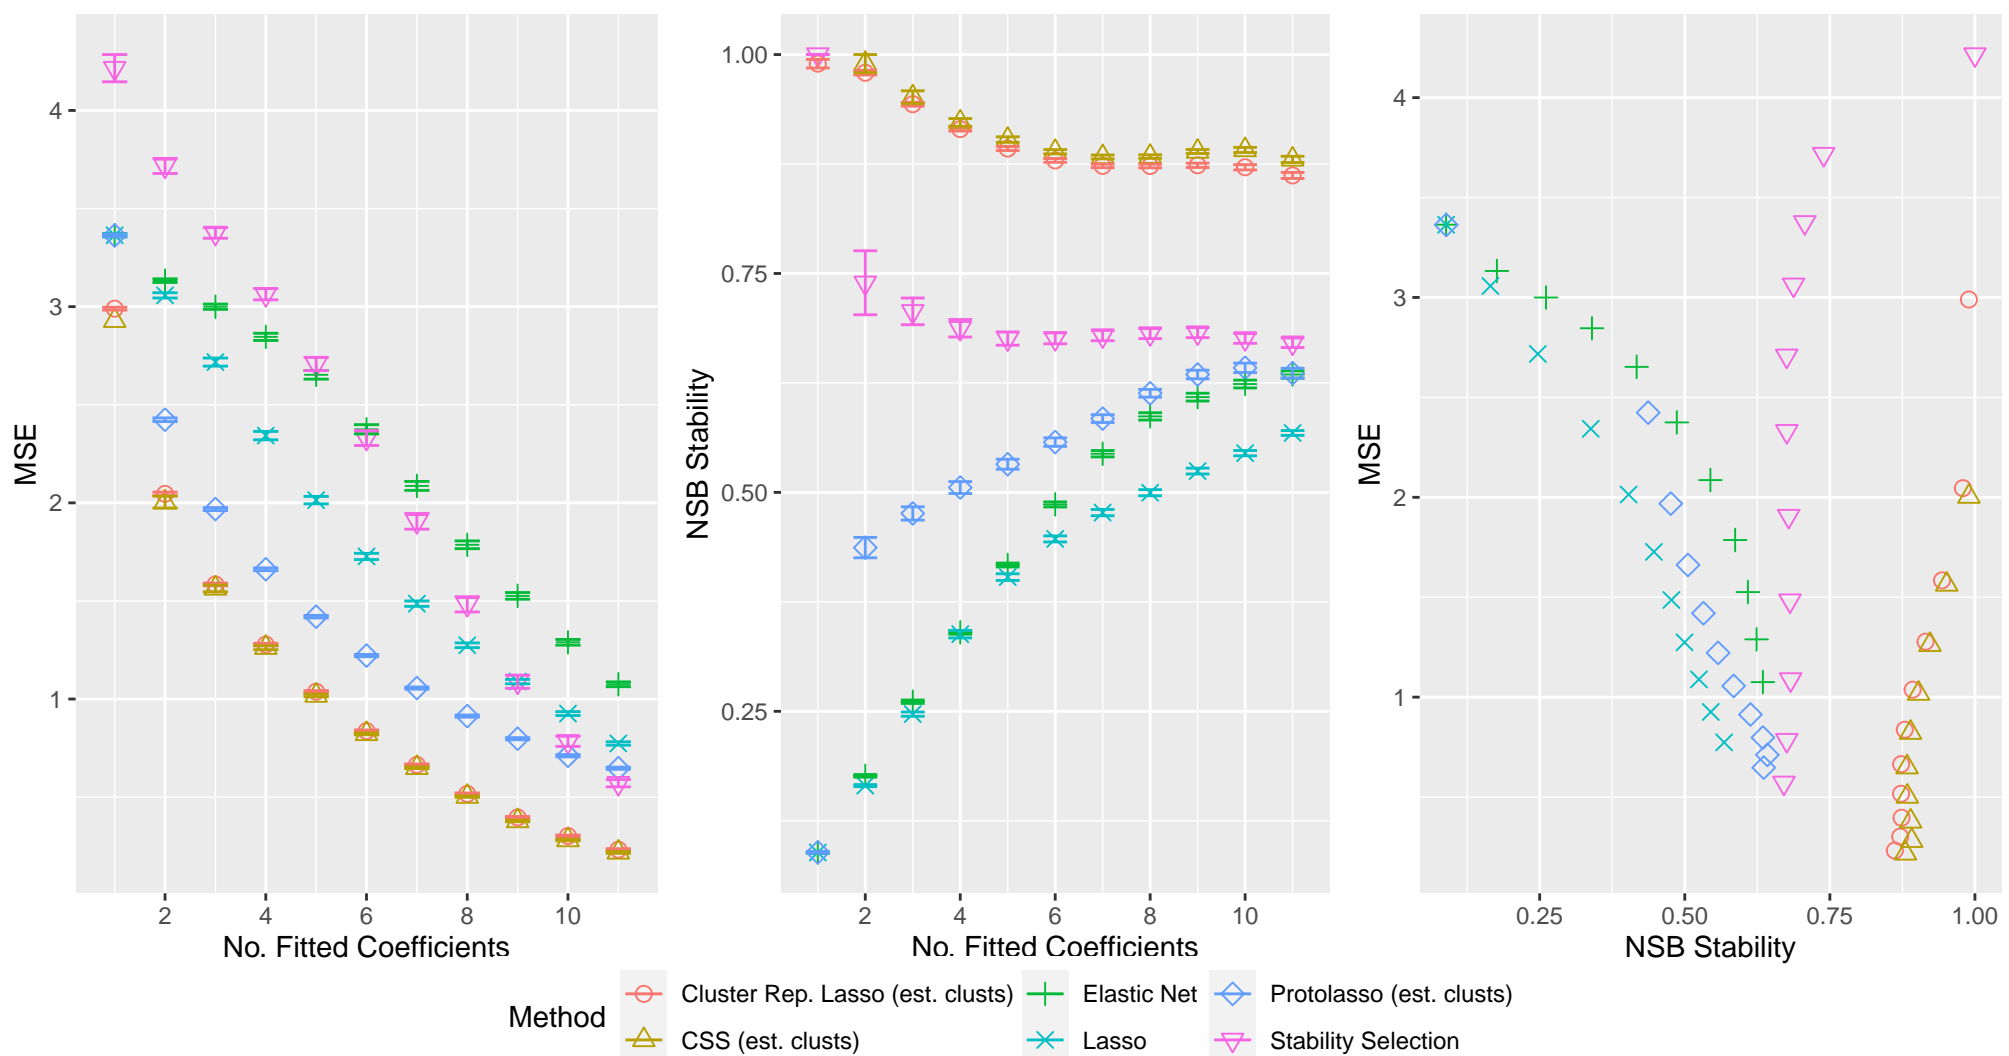 MSE
4
3
2
1
2
4
6
8
10
No. Fitted Coefficients
NSB Stability
1.00
0.75
0.50
0.25
2
4
6
8
10
No. Fitted Coefficients
MSE
4
3
2
1
0.25
0.50
0.75
1.00
NSB Stability
Method
Cluster Rep. Lasso (est. clusts)
Elastic Net
Protolasso (est. clusts)
CSS (est. clusts)
Lasso
Stability Selection